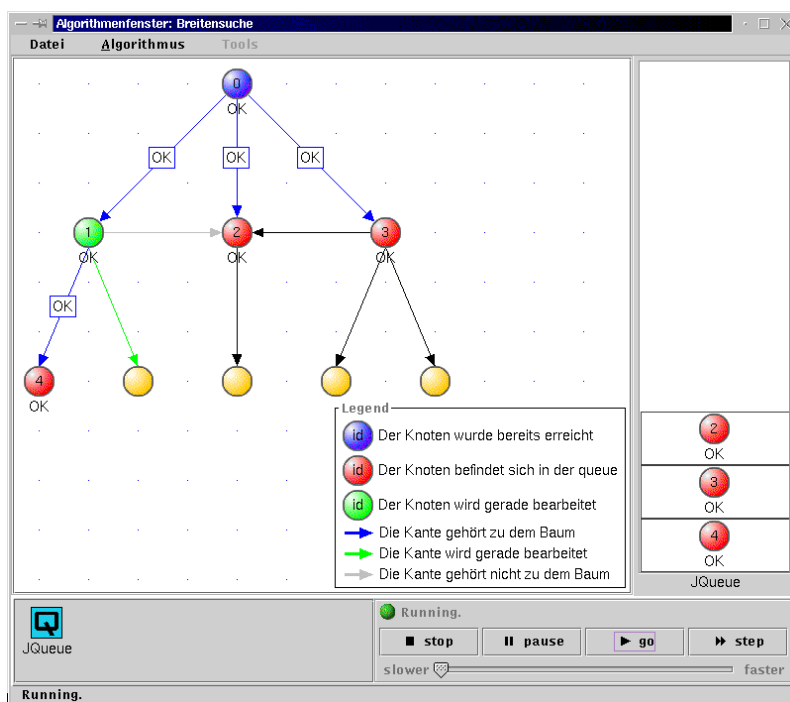 Algorithmenfenster: Breitensuche
Datei Algorithmus Tools
0
OK
OK OK OK
1 2 3
OK OK OK
OK
4
OK
Legend
id Der Knoten wurde bereits erreicht
id Der Knoten befindet sich in der queue
id Der Knoten wird gerade bearbeitet
Die Kante gehört zu dem Baum
Die Kante wird gerade bearbeitet
Die Kante gehört nicht zu dem Baum
2
OK
3
OK
4
OK
JQueue
Q
JQueue
Running.
stop pause go step
slower faster
Running.